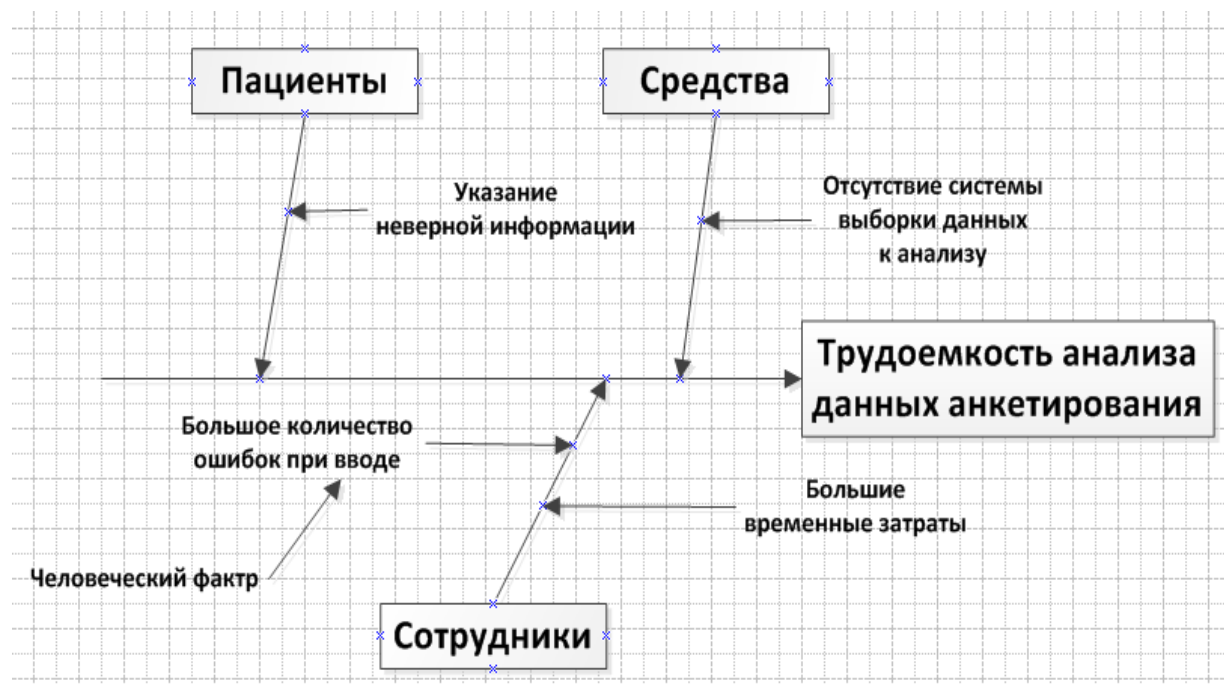 Пациенты
Средства
Указание
неверной информации
Отсутствие системы
выборки данных
к анализу
Трудоемкость анализа
данных анкетирования
Большое количество
ошибок при вводе
Большие
временные затраты
Человеческий фактр
Сотрудники